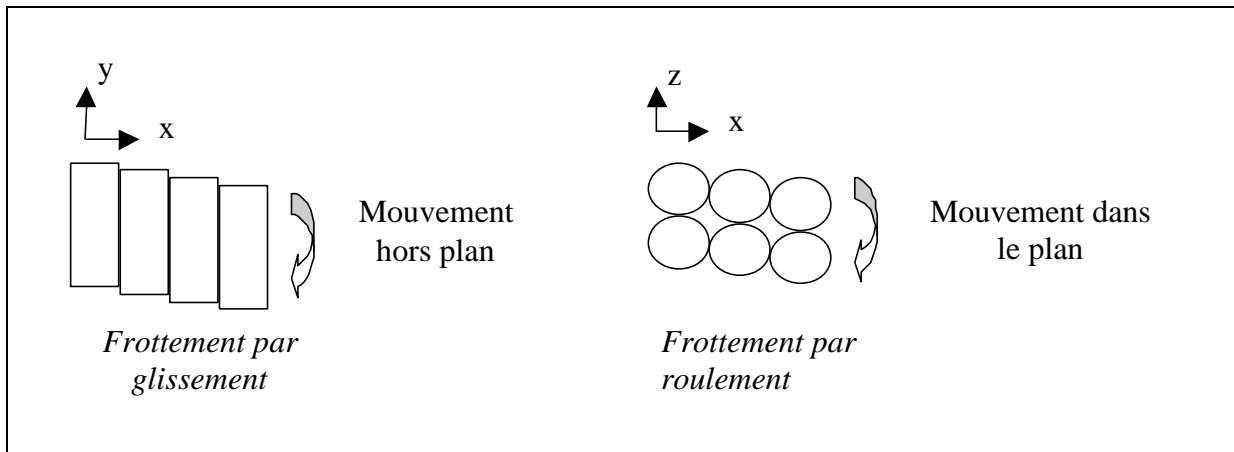 y
x
Mouvement
hors plan
Frottement par
glissement
z
x
Mouvement dans
le plan
Frottement par
roulement